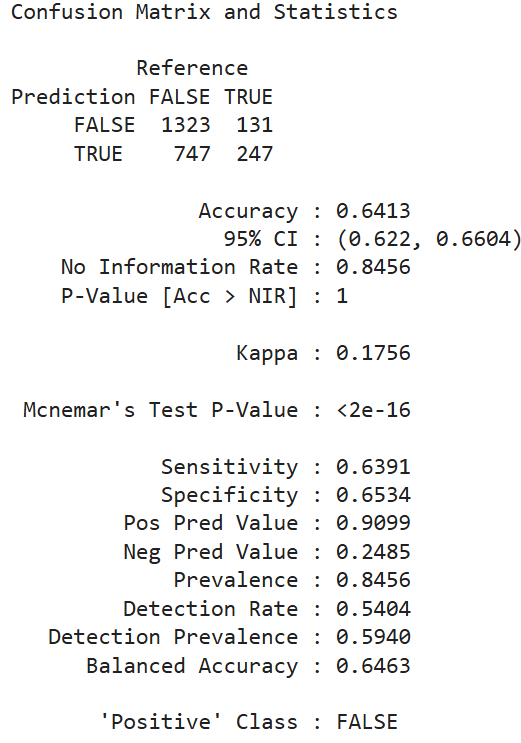 Confusion Matrix and Statistics
Reference
Prediction FALSE TRUE
FALSE 1323 131
TRUE 747 247
Accuracy : 0.6413
95% CI : (0.622, 0.6604)
No Information Rate : 0.8456
P-Value [Acc > NIR] : 1
Kappa : 0.1756
Mcnemar's Test P-Value : <2e-16
Sensitivity : 0.6391
Specificity : 0.6534
Pos Pred Value : 0.9099
Neg Pred Value : 0.2485
Prevalence : 0.8456
Detection Rate : 0.5404
Detection Prevalence : 0.5940
Balanced Accuracy : 0.6463
'Positive' Class : FALSE